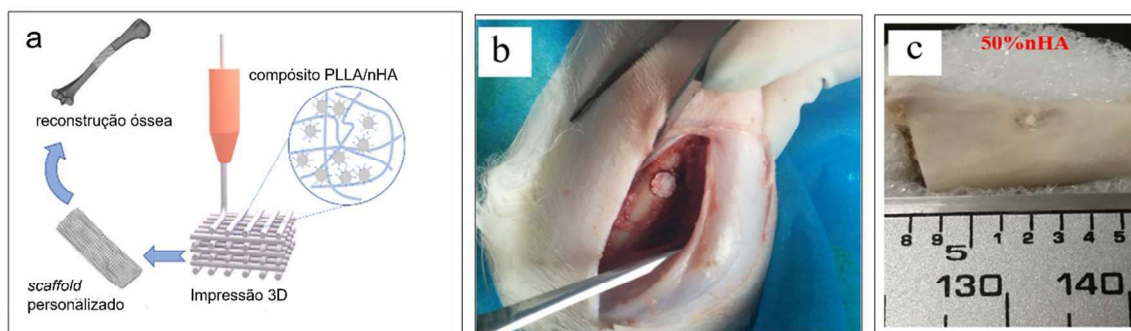 a
compósito PLLA/nHA
reconstrução óssea
scaffold
personalizado
Impressão 3D
b
c
50%nHA
8 9 5 1 2 3 4 5
130 140